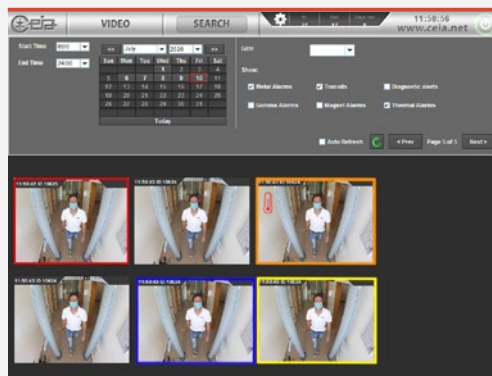 Ceia VIDEO SEARCH 11:50:56
www.ceia.net
Start Time 0:00 << July 2020 >> Gate
End Time 24:00 Sun Mon Tue Wed Thu Fri Sat Show:
1 2 3 4
5 6 7 8 9 10 11 Metal Alarms Transits Diagnostic alerts
12 13 14 15 16 17 18
19 20 21 22 23 24 25 Gamma Alarms Magnet Alarms Thermal Alarms
26 27 28 29 30 31
Today
Auto Refresh < Prev Page 5 of 5 Next >